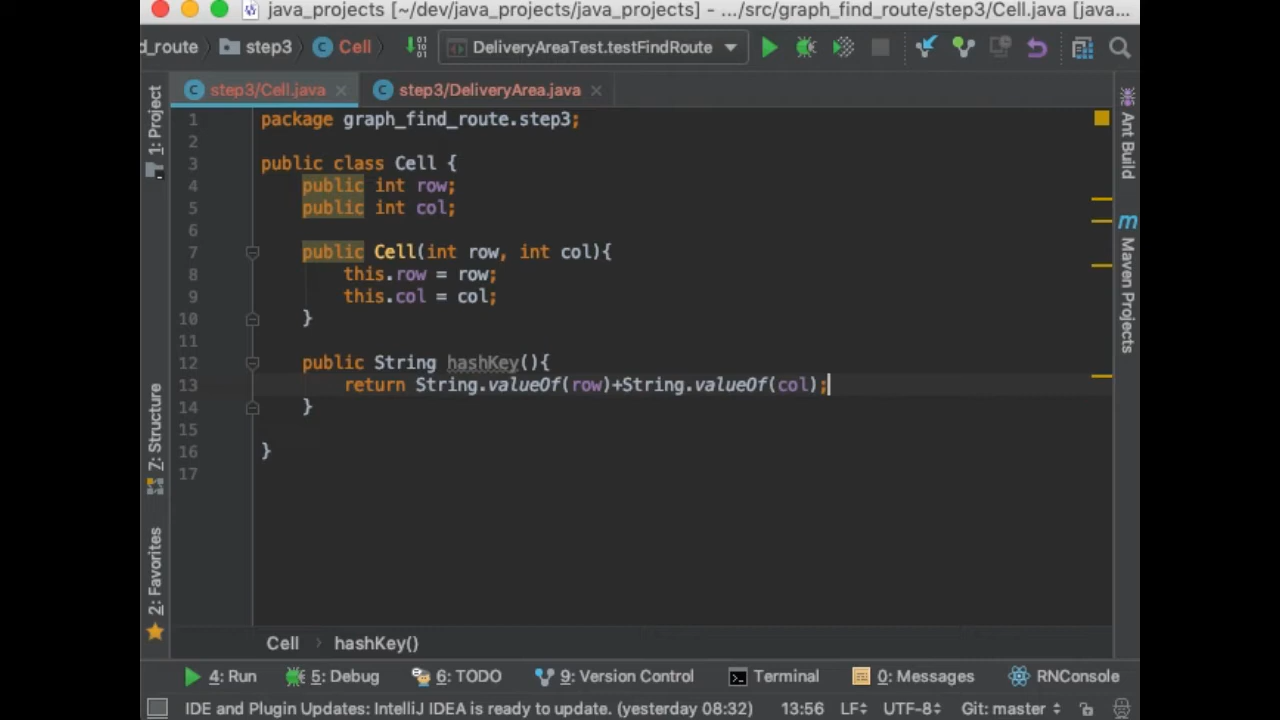 java_projects [~/dev/java_projects/java_projects] - .../src/graph_find_route/step3/Cell.java [java...
d_route step3 Cell DeliveryAreaTest.testFindRoute
step3/Cell.java step3/DeliveryArea.java
1 package graph_find_route.step3;
2
3 public class Cell {
4 public int row;
5 public int col;
6
7 public Cell(int row, int col){
8 this.row = row;
9 this.col = col;
10 }
11
12 public String hashKey(){
13 return String.valueOf(row)+String.valueOf(col);
14 }
15
16 }
17
1: Project
7: Structure
2: Favorites
Ant Build
Maven Projects
Cell hashKey()
4: Run 5: Debug 6: TODO 9: Version Control Terminal 0: Messages RNConsole
IDE and Plugin Updates: IntelliJ IDEA is ready to update. (yesterday 08:32) 13:56 LF UTF-8 Git: master